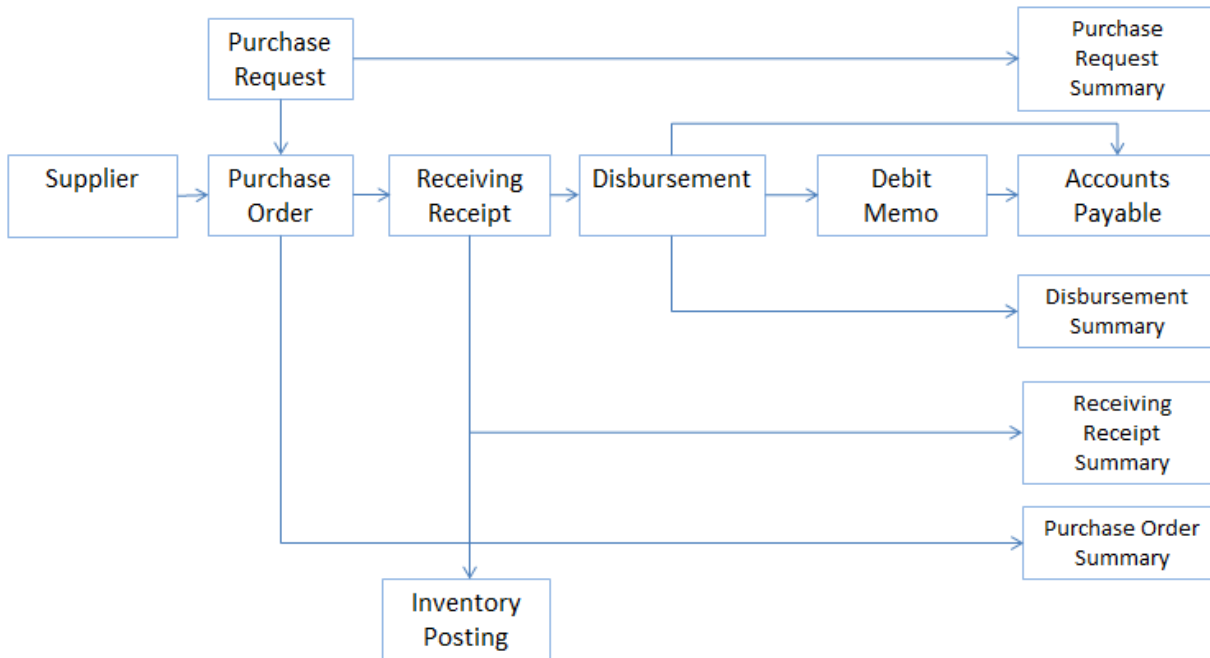 Purchase
Request
Purchase
Request
Summary
Supplier
Purchase
Order
Receiving
Receipt
Disbursement
Debit
Memo
Accounts
Payable
Disbursement
Summary
Receiving
Receipt
Summary
Purchase Order
Summary
Inventory
Posting